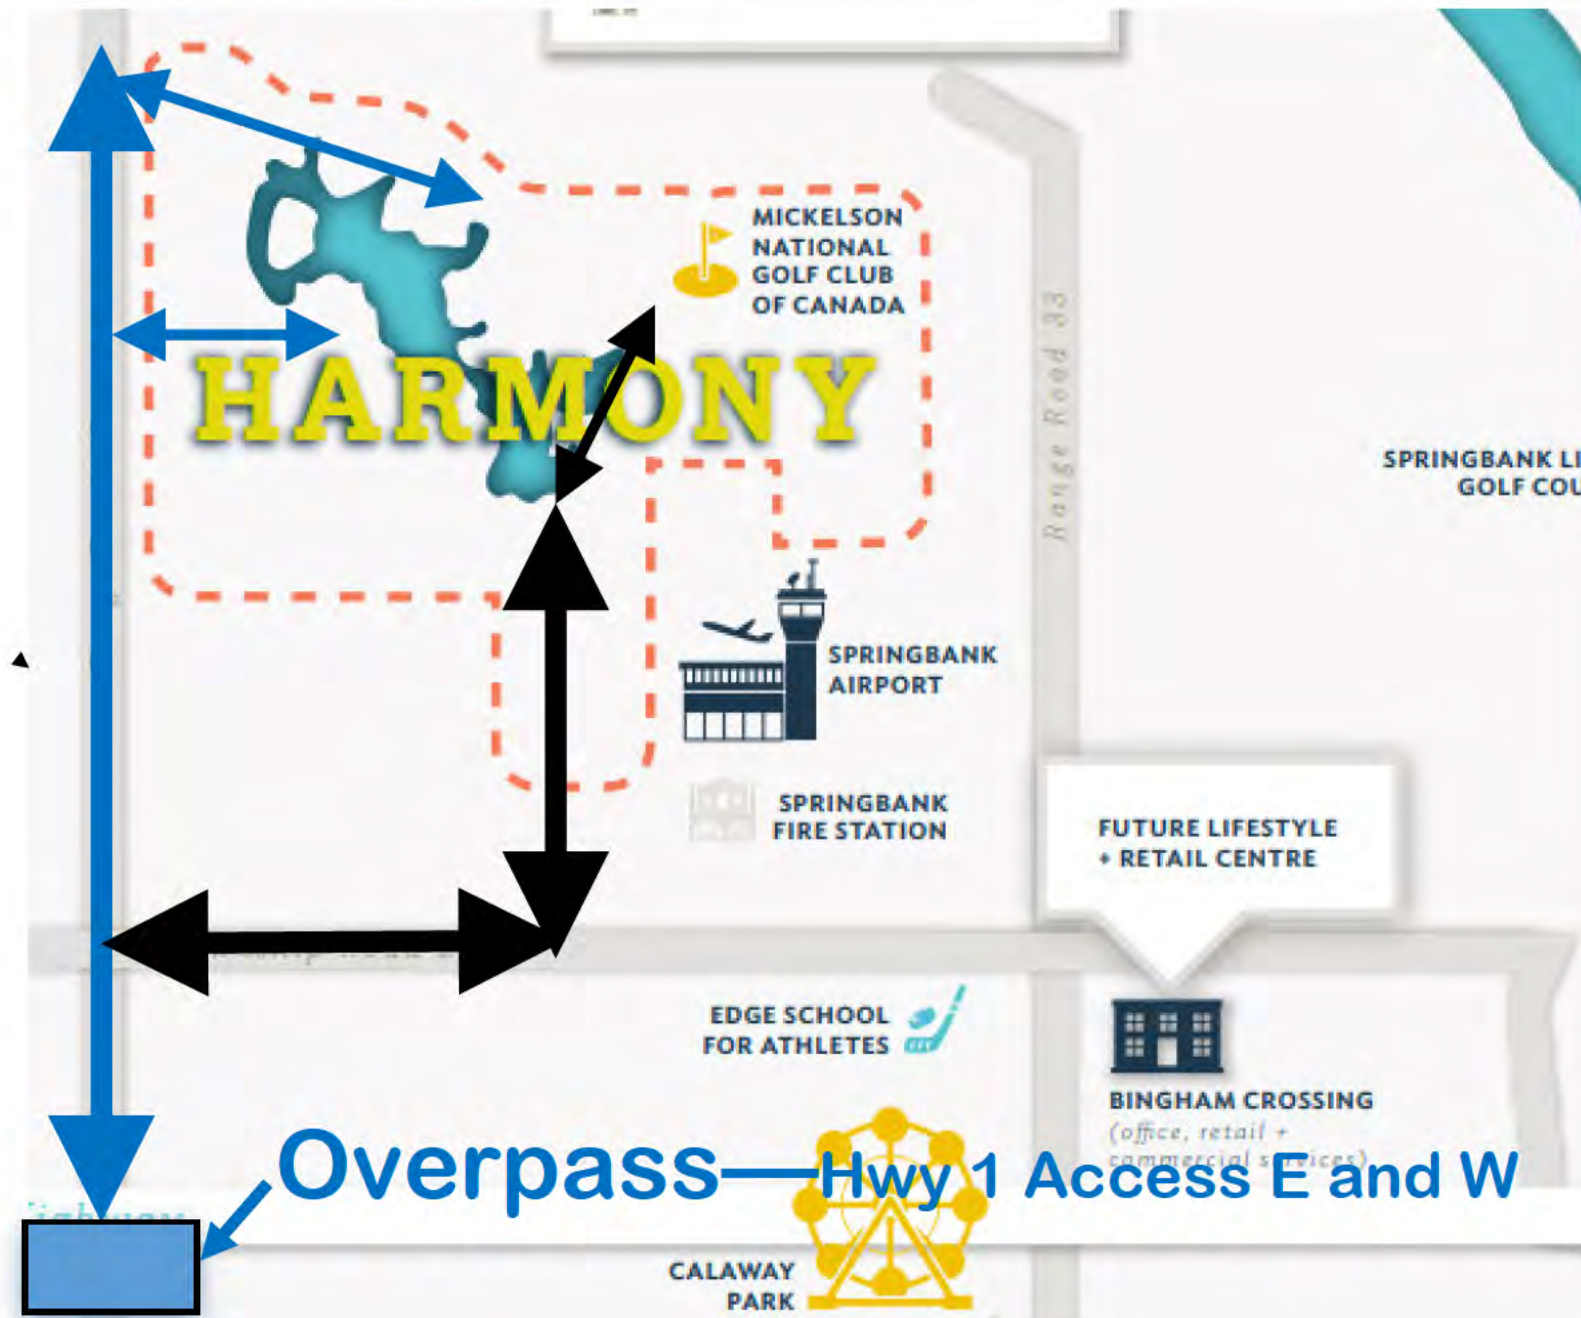 MICKELSON
NATIONAL
GOLF CLUB
OF CANADA
HARMONY
Range Road 33
SPRINGBANK LI
GOLF COU
SPRINGBANK
AIRPORT
SPRINGBANK
FIRE STATION
FUTURE LIFESTYLE
+ RETAIL CENTRE
EDGE SCHOOL
FOR ATHLETES
BINGHAM CROSSING
(office, retail +
commercial services)
Overpass—Hwy 1 Access E and W
CALAWAY
PARK